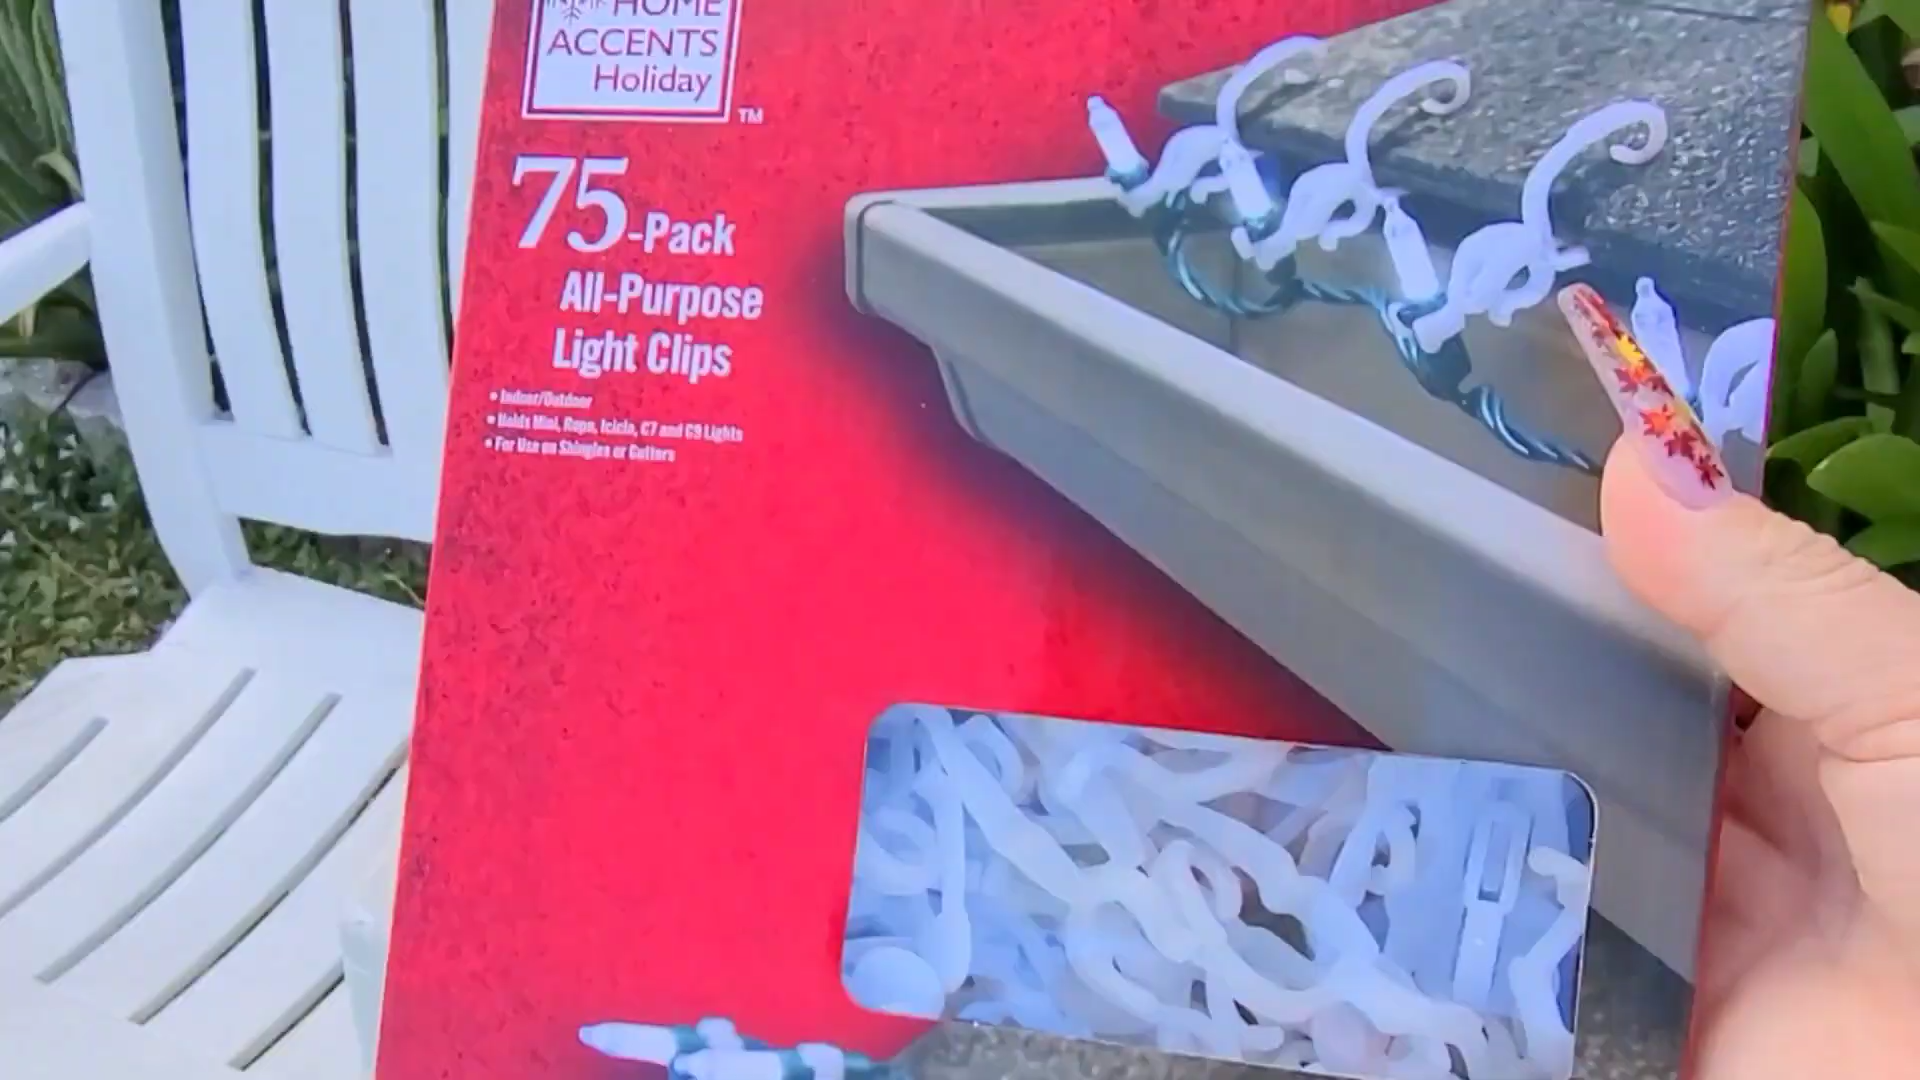 HOME
ACCENTS
Holiday
TM
75-Pack
All-Purpose
Light Clips
• Indoor/Outdoor
• Holds Mini, Rope, Icicle, C7 and C9 Lights
• For Use on Shingles or Gutters